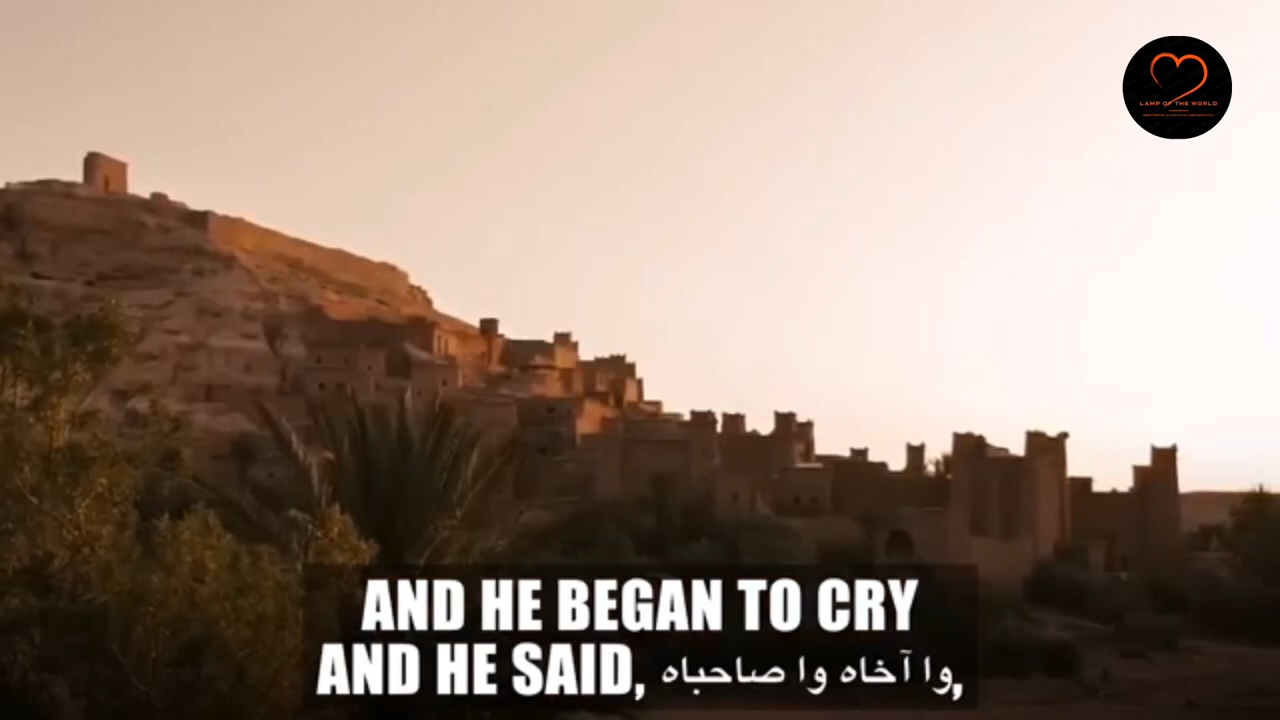 LAMP OF THE WORLD
AND HE BEGAN TO CRY
AND HE SAID, وا آخاه وا صاحباه,